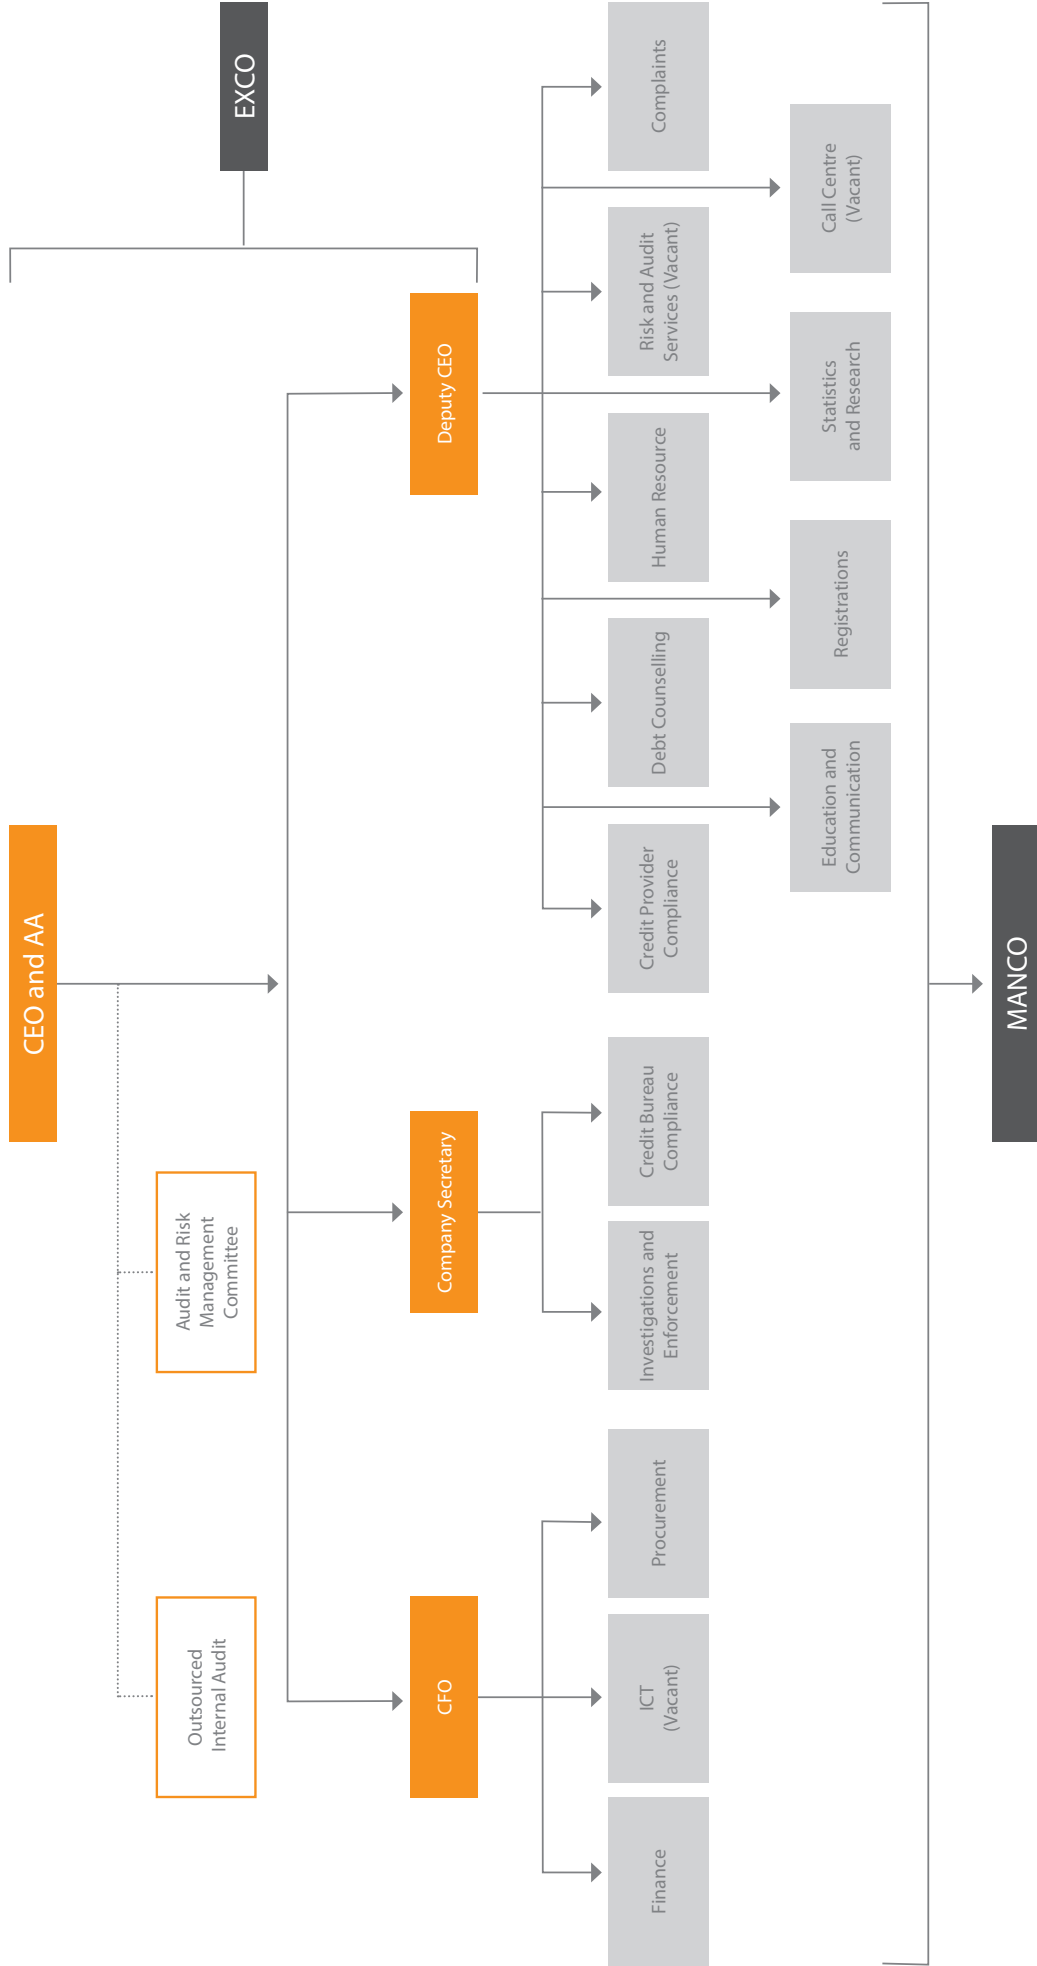 CEO and AA
EXCO
Outsourced
Internal Audit
Audit and Risk
Management
Committee
CFO
Company Secretary
Deputy CEO
Finance
ICT
(Vacant)
Procurement
Investigations and
Enforcement
Credit Bureau
Compliance
Credit Provider
Compliance
Debt Counselling
Human Resource
Risk and Audit
Services (Vacant)
Complaints
Education and
Communication
Registrations
Statistics
and Research
Call Centre
(Vacant)
MANCO